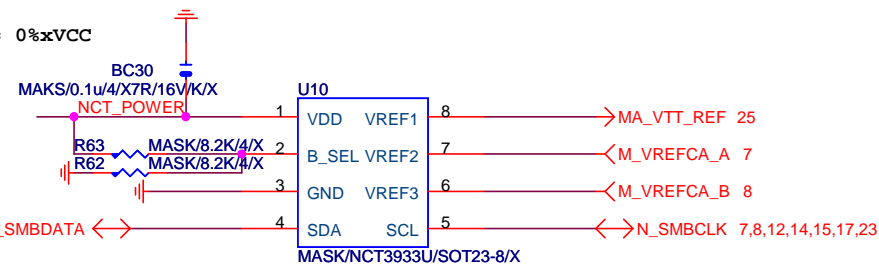 0%xVCC
BC30
MAKS/0.1u/4/X7R/16V/K/X
NCT_POWER
U10
1 VDD VREF1 8 MA_VTT_REF 25
R63 MASK/8.2K/4/X
2 B_SEL VREF2 7 M_VREFCA_A 7
R62 MASK/8.2K/4/X
3 GND VREF3 6 M_VREFCA_B 8
_SMBDATA 4 SDA SCL 5 N_SMBCLK 7,8,12,14,15,17,23
MASK/NCT3933U/SOT23-8/X